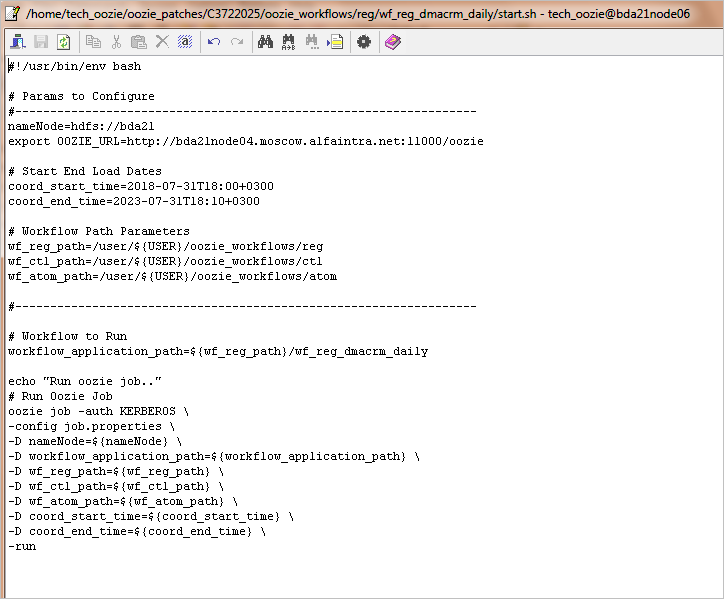 /home/tech_oozie/oozie_patches/C3722025/oozie_workflows/reg/wf_reg_dmacrm_daily/start.sh - tech_oozie@bda21node06
#!/usr/bin/env bash
# Params to Configure
#------------------------------------------------------------------
nameNode=hdfs://bda21
export OOZIE_URL=http://bda21node04.moscow.alfaintra.net:11000/oozie
# Start End Load Dates
coord_start_time=2018-07-31T18:00+0300
coord_end_time=2023-07-31T18:10+0300
# Workflow Path Parameters
wf_reg_path=/user/${USER}/oozie_workflows/reg
wf_ctl_path=/user/${USER}/oozie_workflows/ctl
wf_atom_path=/user/${USER}/oozie_workflows/atom
#------------------------------------------------------------------
# Workflow to Run
workflow_application_path=${wf_reg_path}/wf_reg_dmacrm_daily
echo "Run oozie job.."
# Run Oozie Job
oozie job -auth KERBEROS \
-config job.properties \
-D nameNode=${nameNode} \
-D workflow_application_path=${workflow_application_path} \
-D wf_reg_path=${wf_reg_path} \
-D wf_ctl_path=${wf_ctl_path} \
-D wf_atom_path=${wf_atom_path} \
-D coord_start_time=${coord_start_time} \
-D coord_end_time=${coord_end_time} \
-run